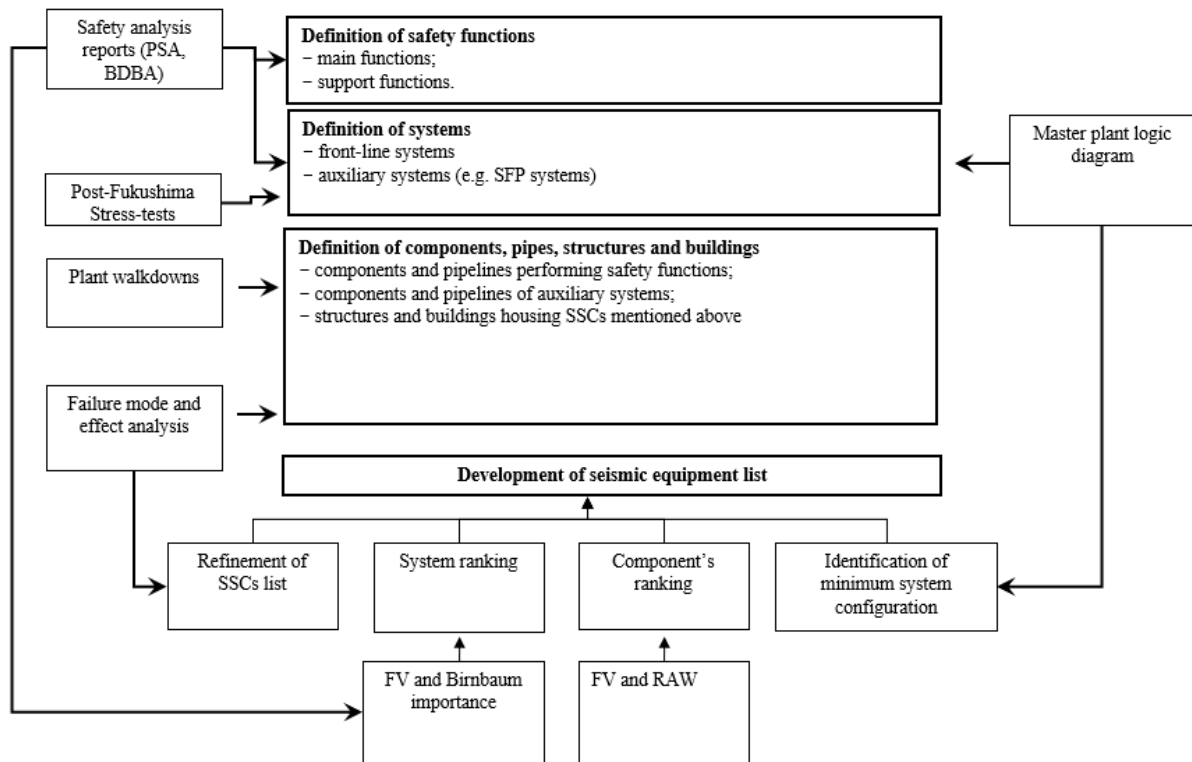 Safety analysis
reports (PSA,
BDBA)
Definition of safety functions
− main functions;
− support functions.
Definition of systems
− front-line systems
− auxiliary systems (e.g. SFP systems)
Master plant logic
diagram
Post-Fukushima
Stress-tests
Definition of components, pipes, structures and buildings
− components and pipelines performing safety functions;
− components and pipelines of auxiliary systems;
− structures and buildings housing SSCs mentioned above
Plant walkdowns
Failure mode and
effect analysis
Development of seismic equipment list
Refinement of
SSCs list
System ranking
Component’s
ranking
Identification of
minimum system
configuration
FV and Birnbaum
importance
FV and RAW